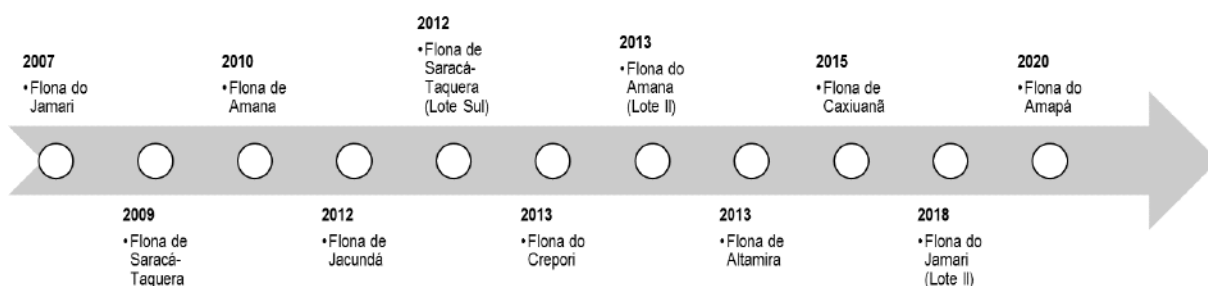 2007
•Flona do
Jamari
2009
•Flona de
Saracá-
Taquera
2010
•Flona de
Amana
2012
•Flona de
Jacundá
2012
•Flona de
Saracá-
Taquera
(Lote Sul)
2013
•Flona do
Crepori
2013
•Flona do
Amana
(Lote II)
2013
•Flona de
Altamira
2015
•Flona de
Caxiuanã
2018
•Flona do
Jamari
(Lote II)
2020
•Flona do
Amapá